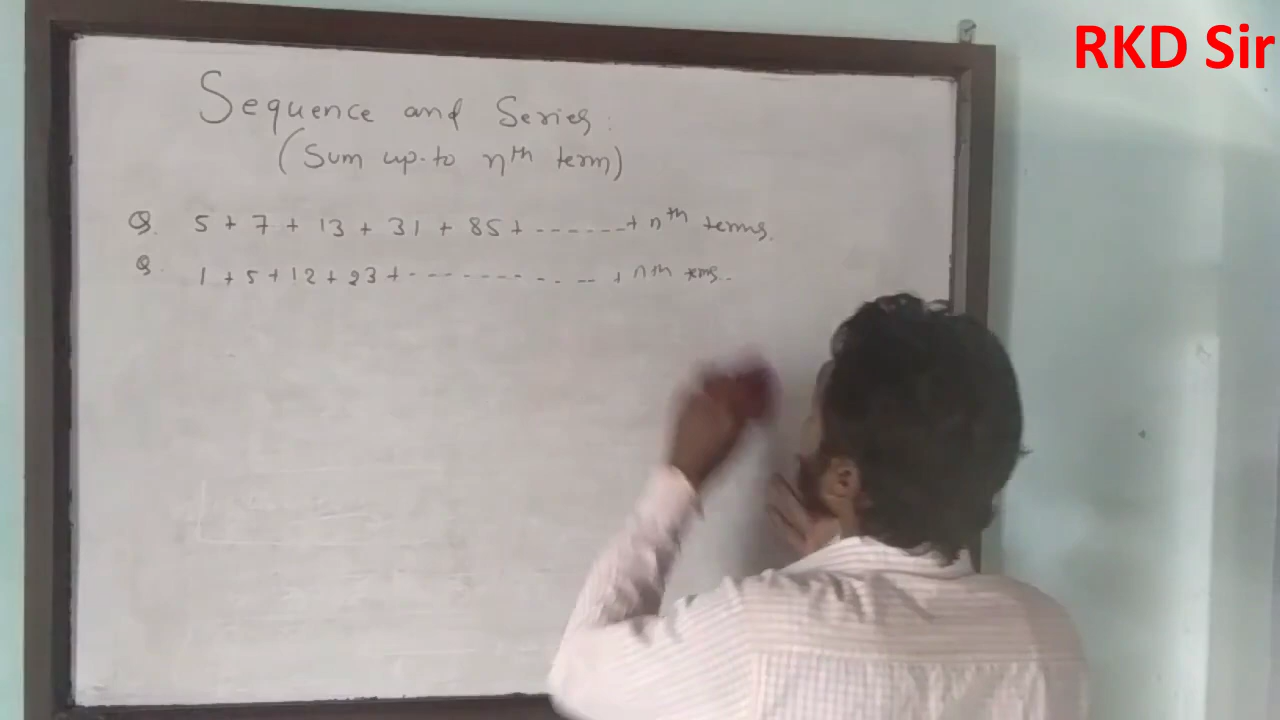 RKD Sir
Sequence and Series:
(Sum up-to nth term)
Q. 5 + 7 + 13 + 31 + 85 + ------+ nth terms.
Q. 1 + 5 + 12 + 23 + ----------- + nth tems.